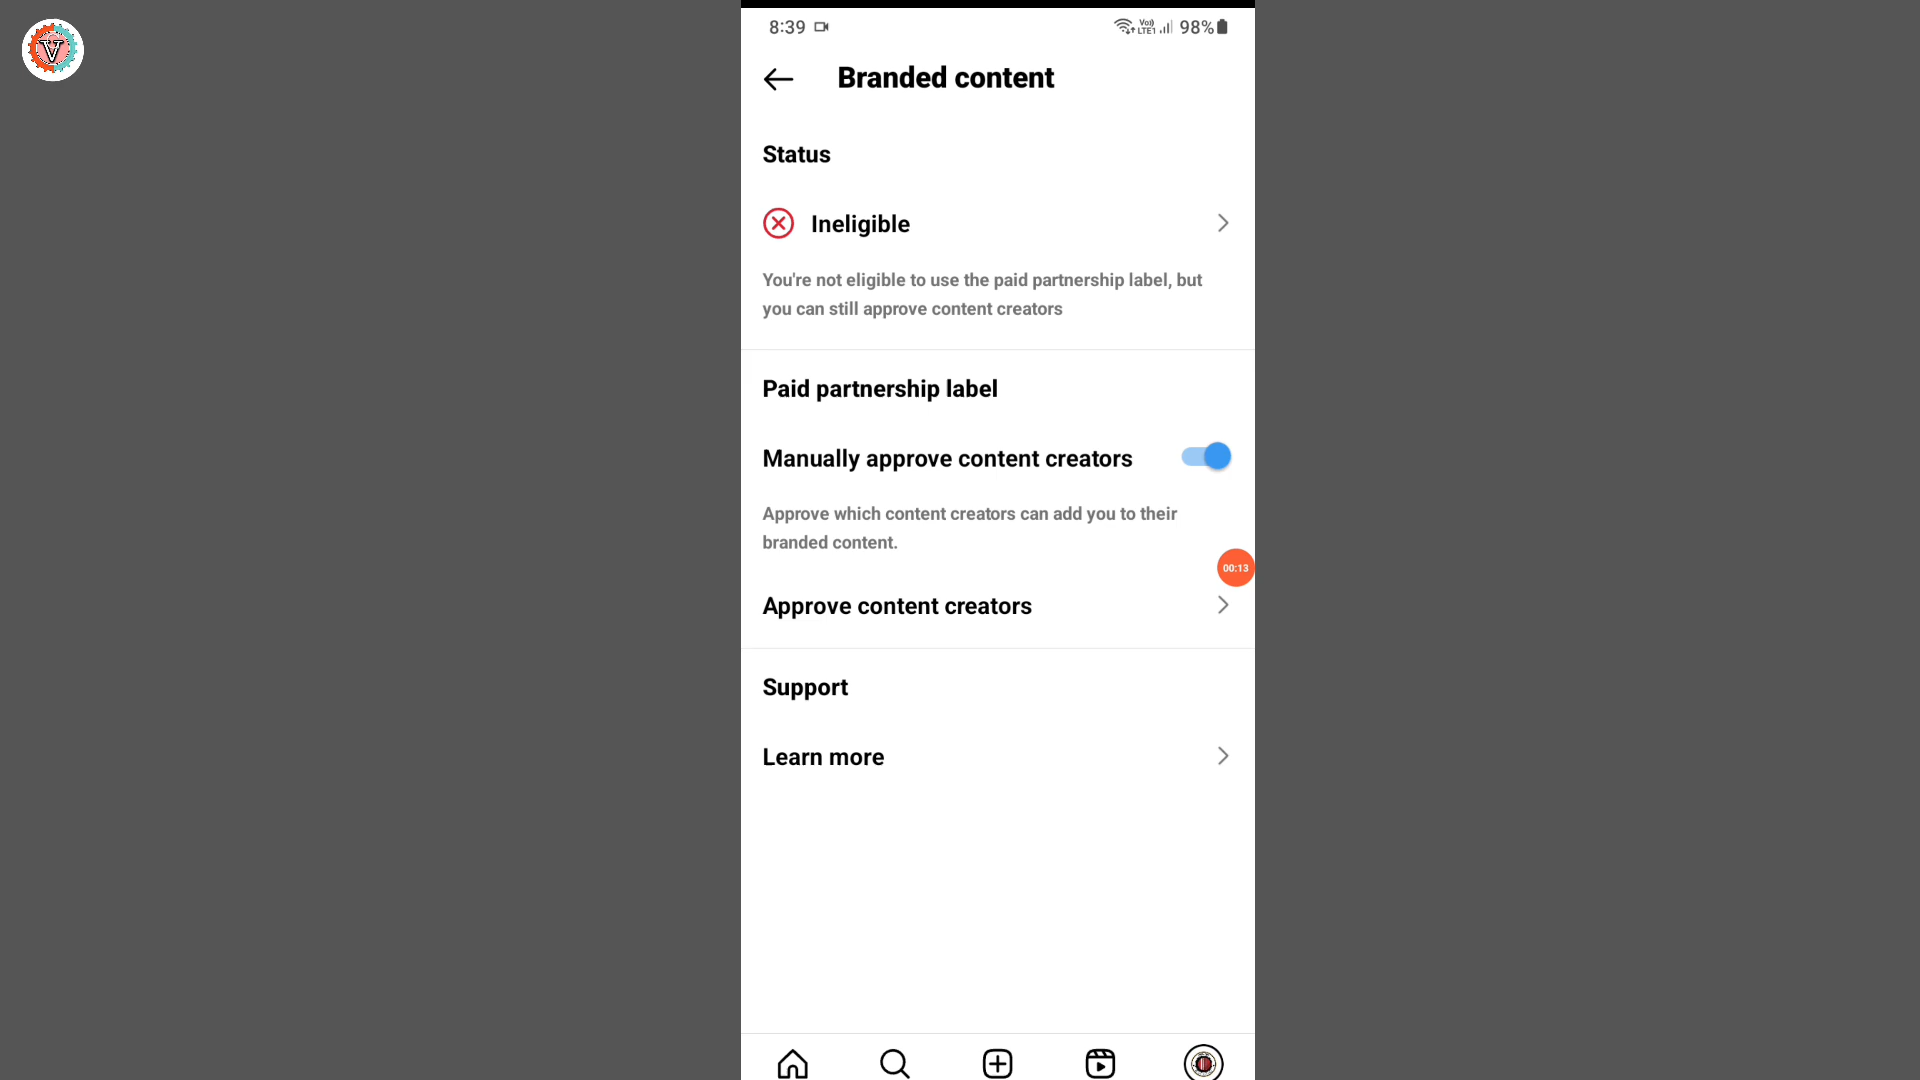 V
8:39
98%
Branded content
Status
Ineligible
You're not eligible to use the paid partnership label, but
you can still approve content creators
Paid partnership label
Manually approve content creators
Approve which content creators can add you to their
branded content.
00:13
Approve content creators
Support
Learn more